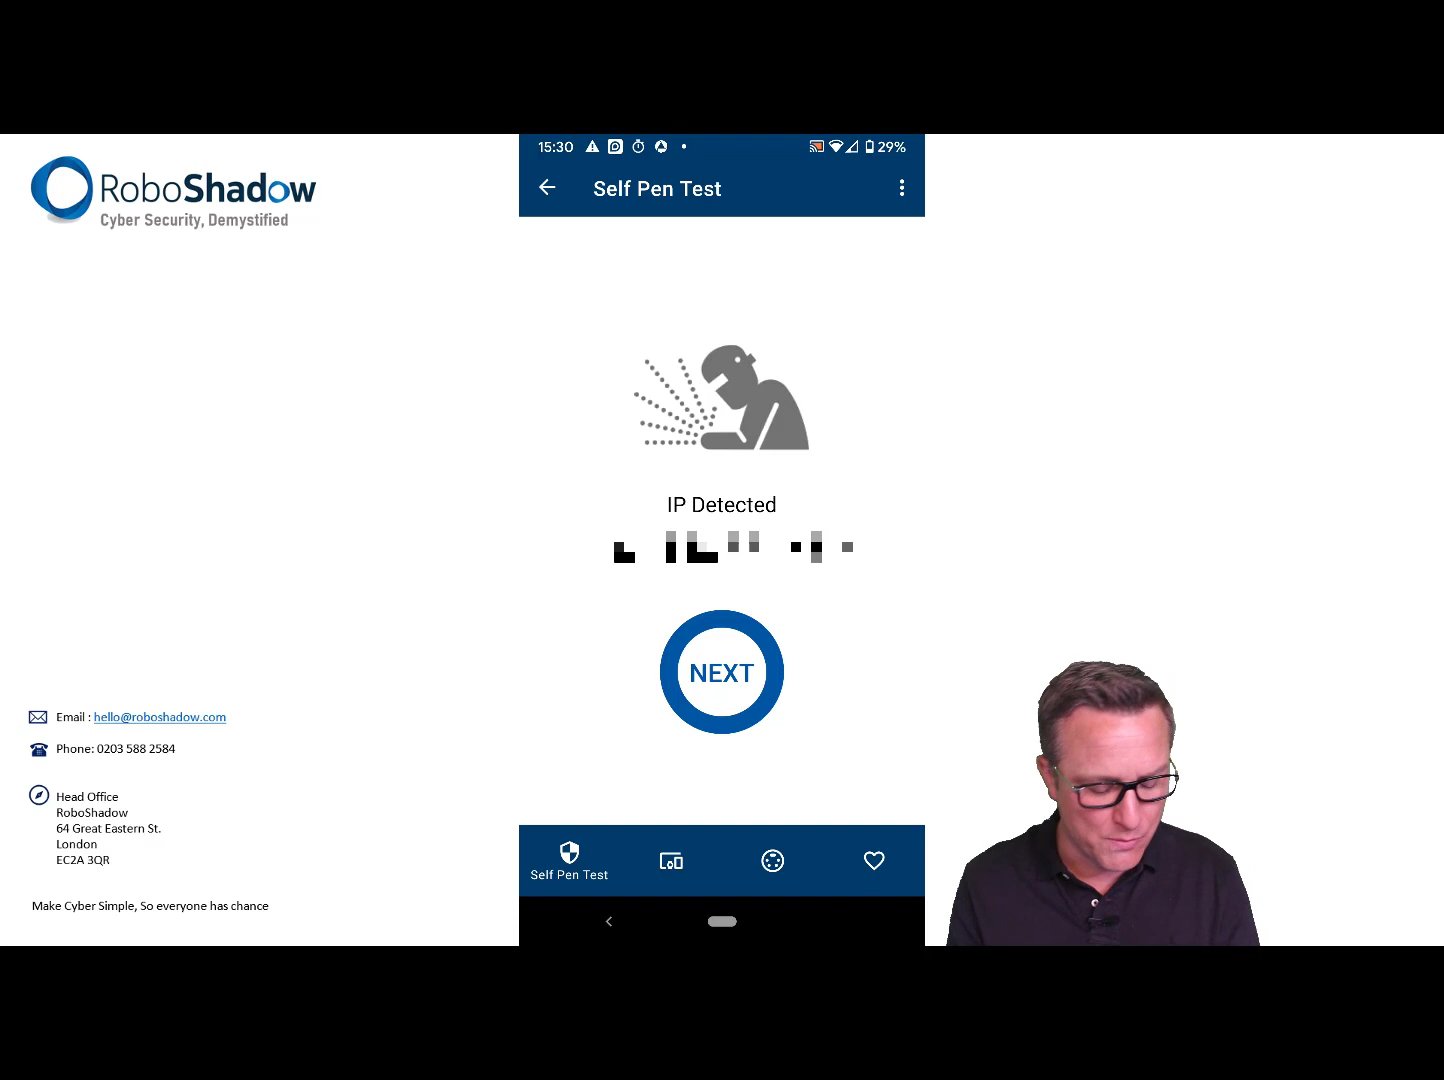 RoboShadow
Cyber Security, Demystified
15:30
29%
Self Pen Test
IP Detected
NEXT
Email : hello@roboshadow.com
Phone: 0203 588 2584
Head Office
RoboShadow
64 Great Eastern St.
London
EC2A 3QR
Self Pen Test
Make Cyber Simple, So everyone has chance